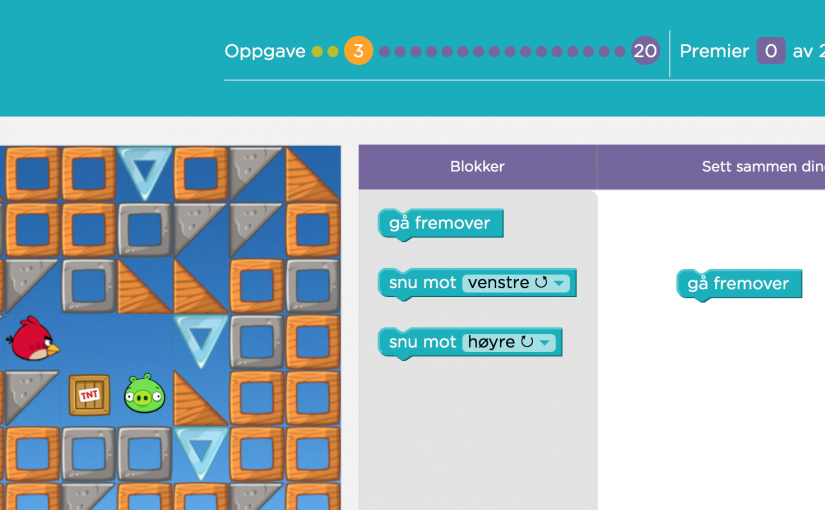 Oppgave 3 20 Premier 0 av 2
Blokker Sett sammen din
gå fremover
snu mot venstre
snu mot høyre
gå fremover
TNT